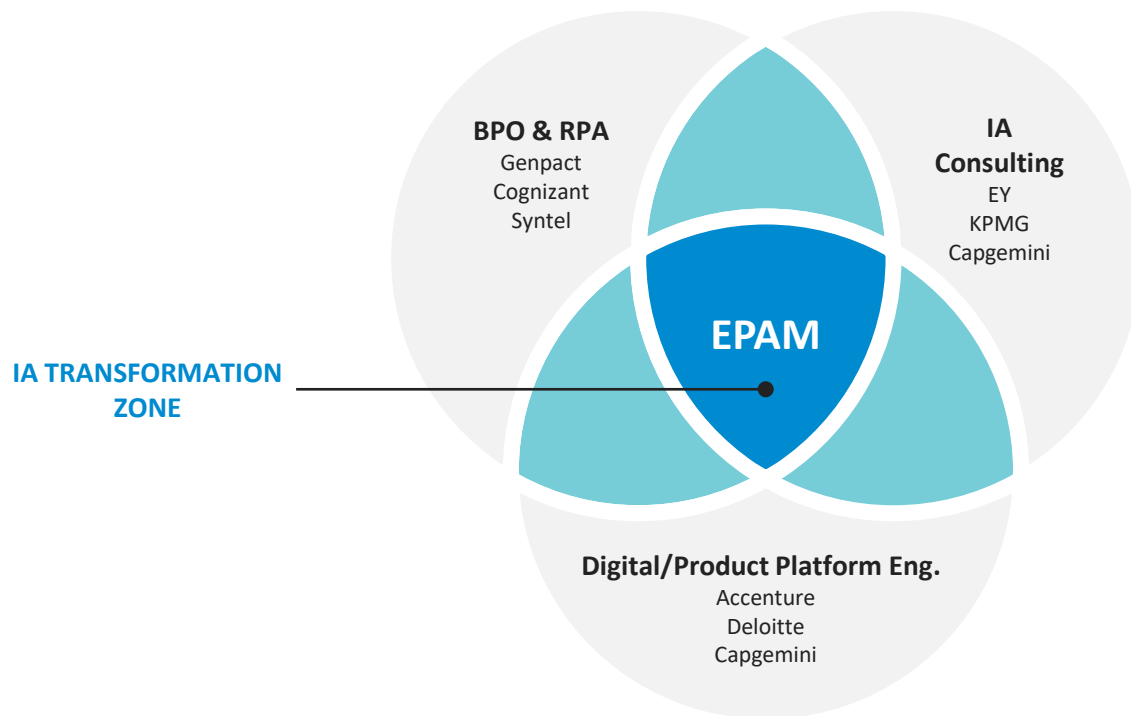 BPO & RPA
Genpact
Cognizant
Syntel
IA
Consulting
EY
KPMG
Capgemini
EPAM
IA TRANSFORMATION
ZONE
Digital/Product Platform Eng.
Accenture
Deloitte
Capgemini